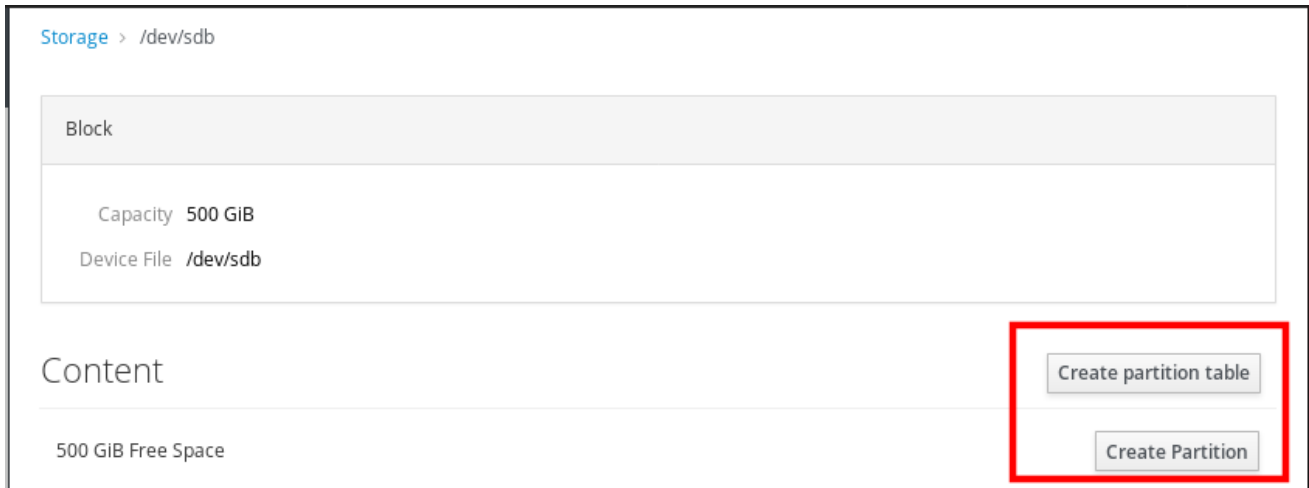 Storage > /dev/sdb
Block
Capacity 500 GiB
Device File /dev/sdb
Content Create partition table
500 GiB Free Space Create Partition